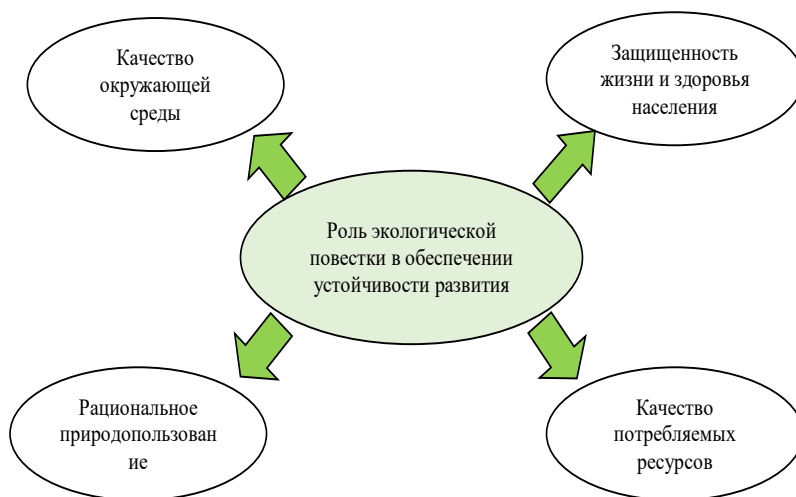 Качество
окружающей
среды
Защищенность
жизни и здоровья
населения
Роль экологической
повестки в обеспечении
устойчивости развития
Рациональное
природопользован
ие
Качество
потребляемых
ресурсов